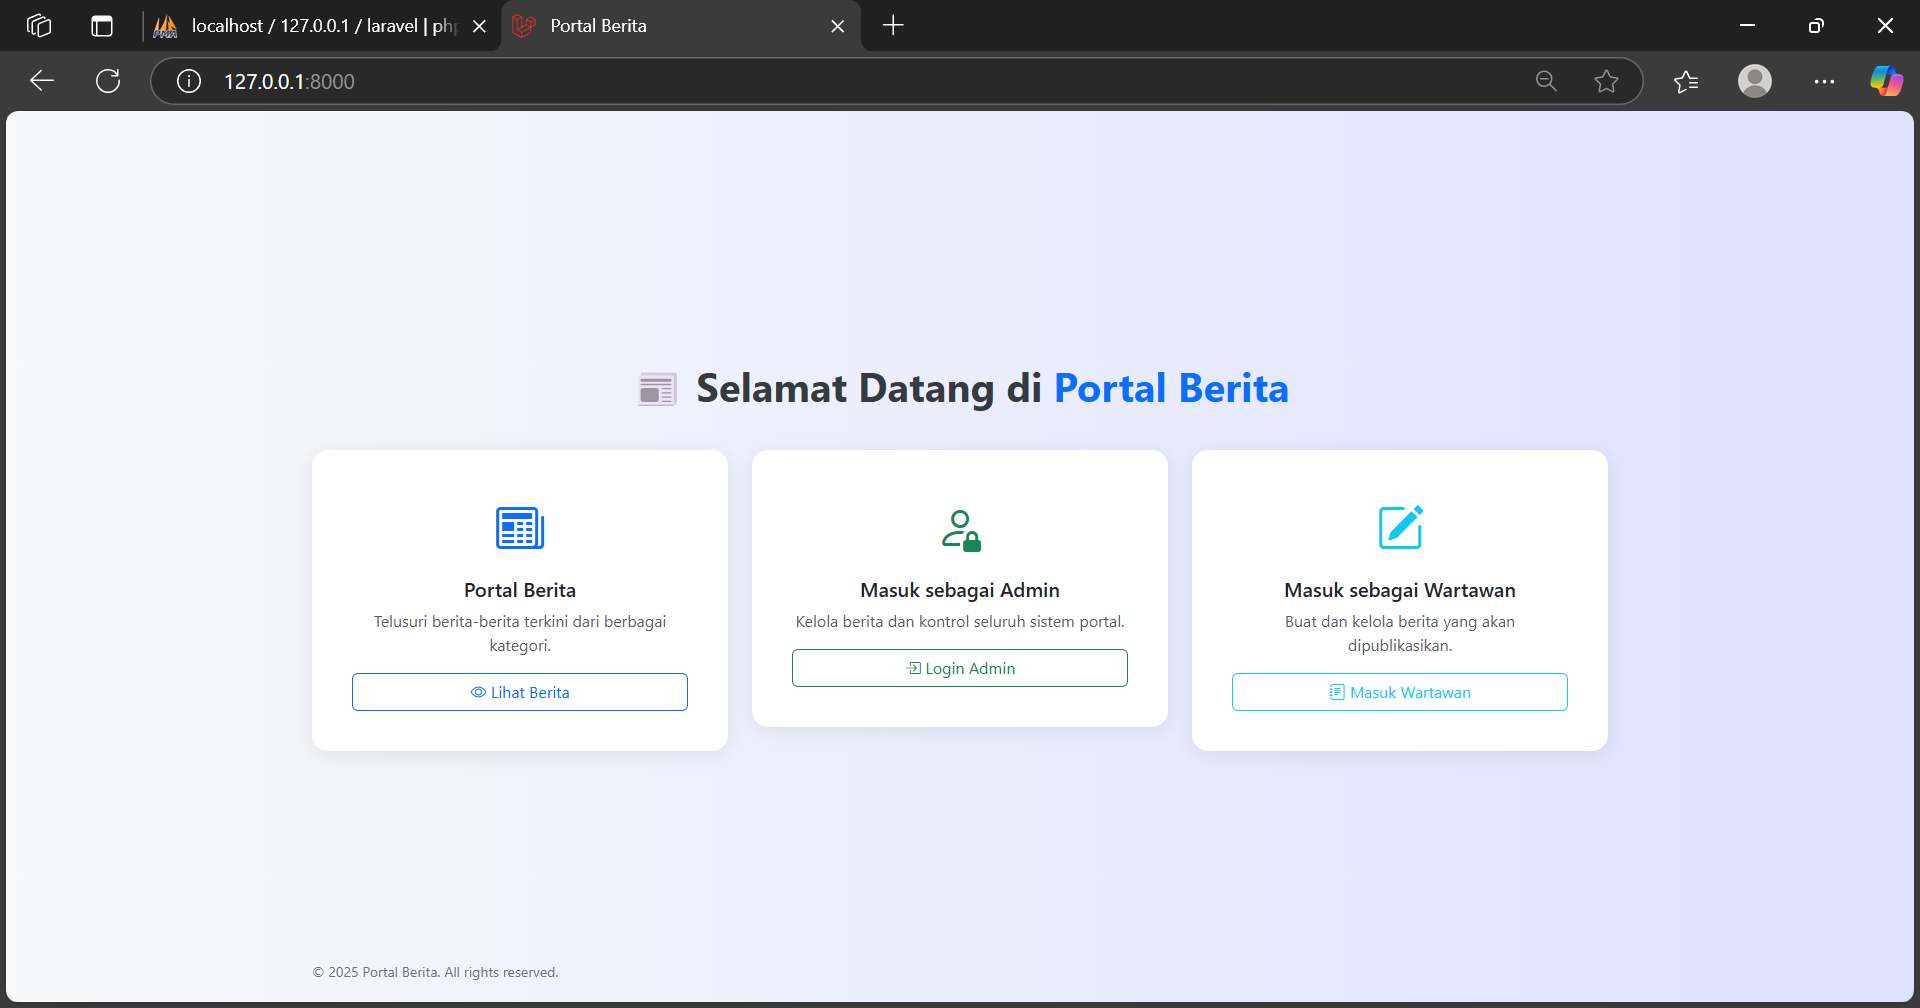 localhost / 127.0.0.1 / laravel | php
Portal Berita
127.0.0.1:8000
Selamat Datang di Portal Berita
Portal Berita
Telusuri berita-berita terkini dari berbagai
kategori.
Lihat Berita
Masuk sebagai Admin
Kelola berita dan kontrol seluruh sistem portal.
Login Admin
Masuk sebagai Wartawan
Buat dan kelola berita yang akan
dipublikasikan.
Masuk Wartawan
© 2025 Portal Berita. All rights reserved.